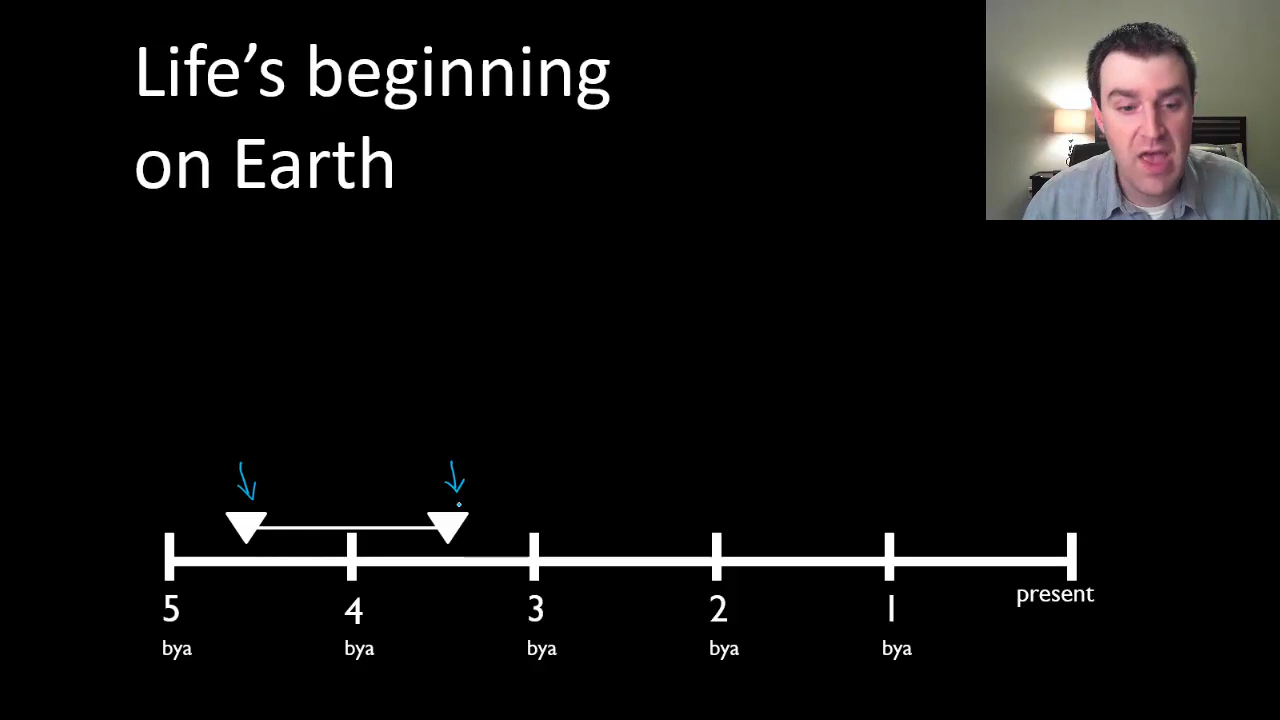 Life’s beginning
on Earth
5 4 3 2 1 present
bya bya bya bya bya